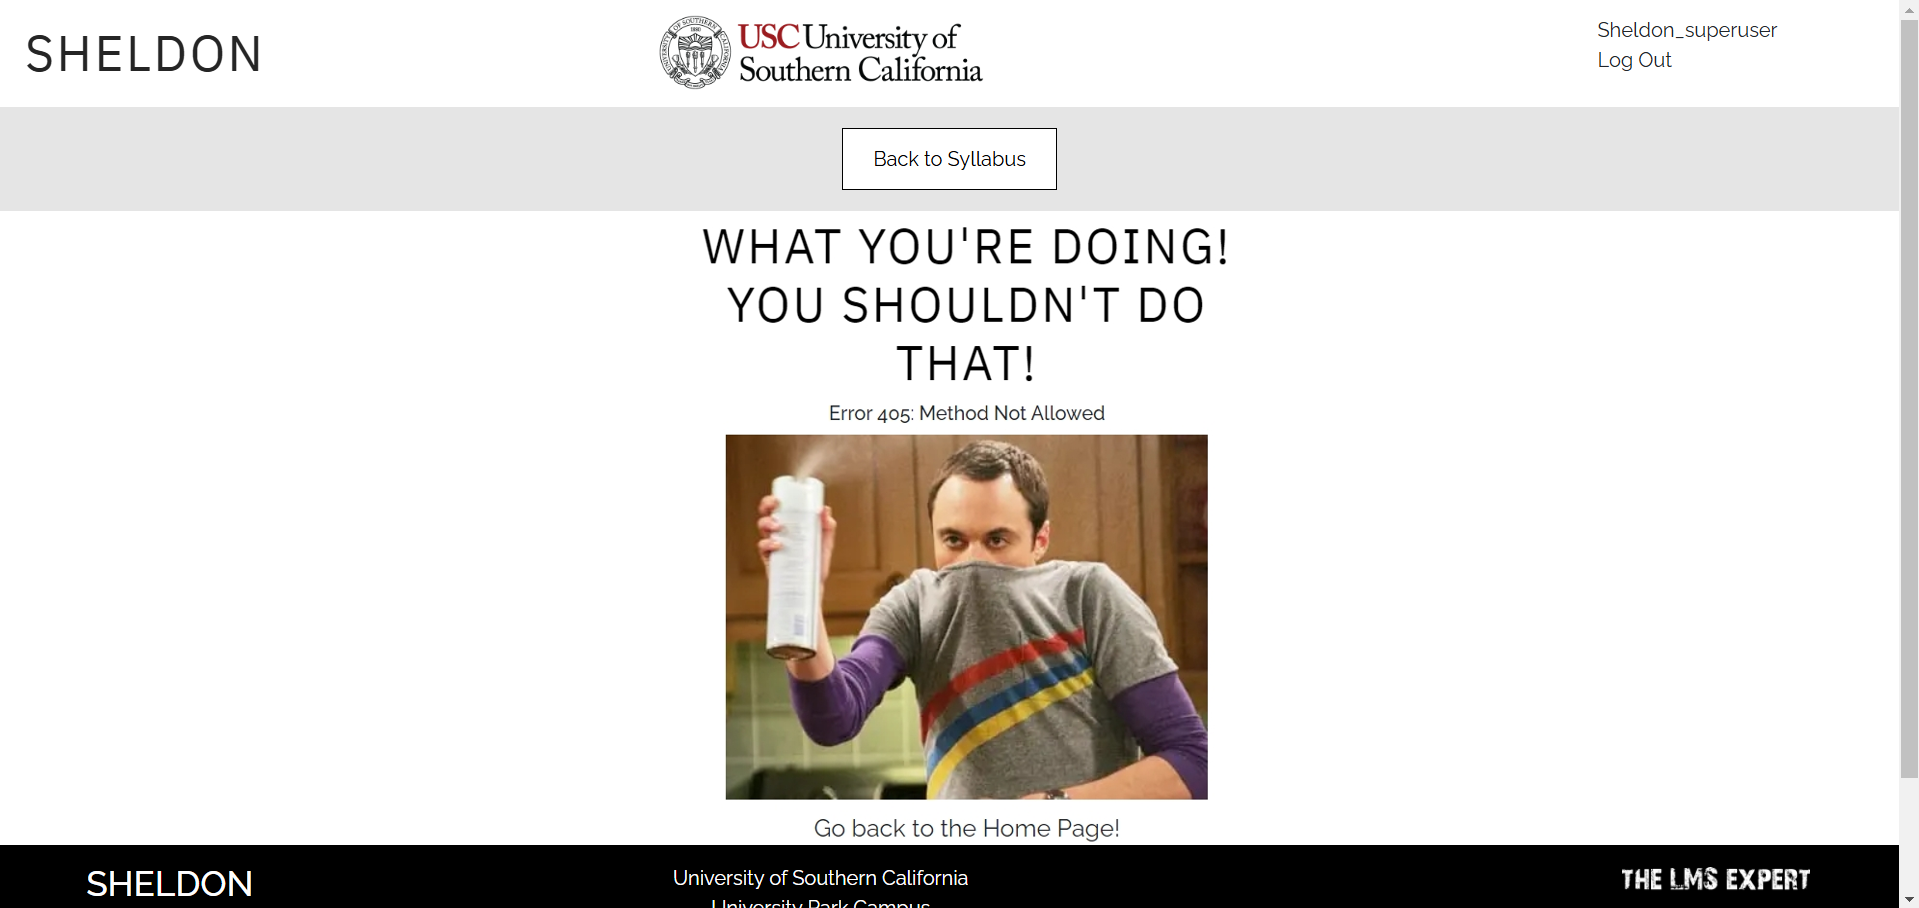 SHELDON
USC University of
Southern California
Sheldon_superuser
Log Out
Back to Syllabus
WHAT YOU'RE DOING!
YOU SHOULDN'T DO
THAT!
Error 405: Method Not Allowed
Go back to the Home Page!
SHELDON
University of Southern California
University Park Campus
THE LMS EXPERT